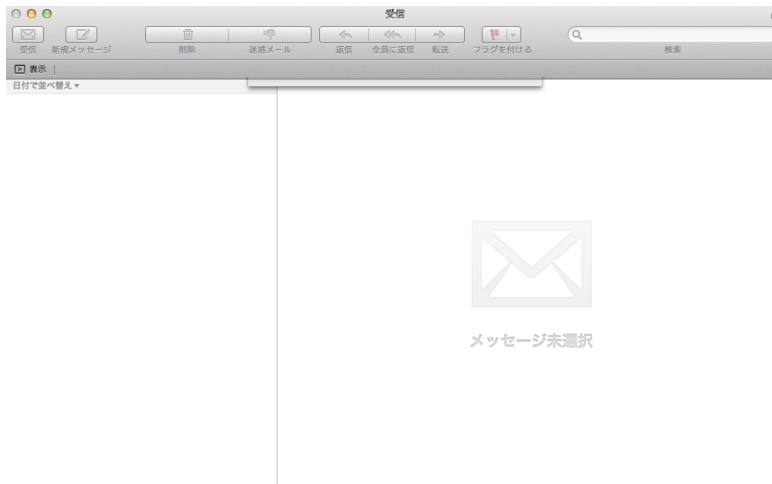 受信
受信 新規メッセージ 削除 迷惑メール 返信 全員に返信 転送 フラグを付ける 検索
表示
日付で並べ替え
メッセージ未選択